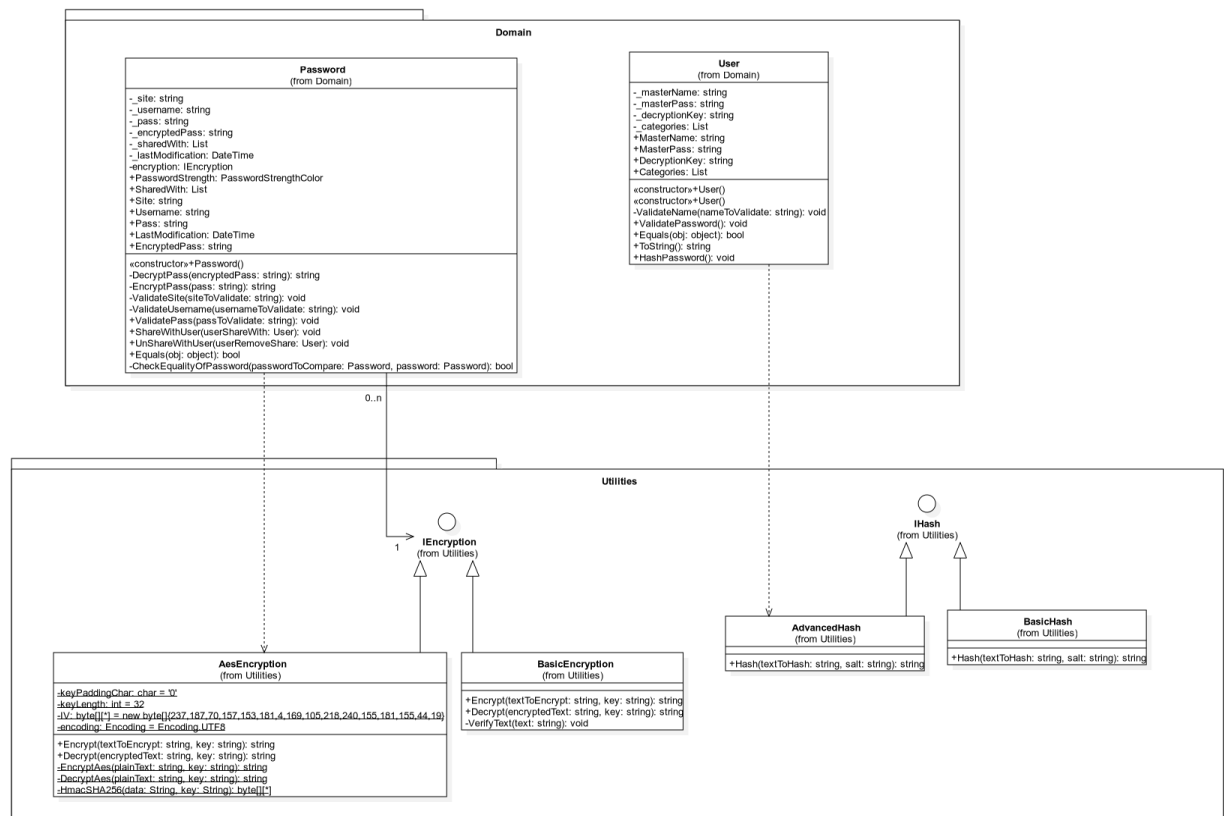 Domain
Password
(from Domain)
-_site: string
-_username: string
-_pass: string
-_encryptedPass: string
-_sharedWith: List
-_lastModification: DateTime
-encryption: IEncryption
+PasswordStrength: PasswordStrengthColor
+SharedWith: List
+Site: string
+Username: string
+Pass: string
+LastModification: DateTime
+EncryptedPass: string
«constructor»+Password()
-DecryptPass(encryptedPass: string): string
-EncryptPass(pass: string): string
-ValidateSite(siteToValidate: string): void
-ValidateUsername(usernameToValidate: string): void
+ValidatePass(passToValidate: string): void
+ShareWithUser(userShareWith: User): void
+UnShareWithUser(userRemoveShare: User): void
+Equals(obj: object): bool
-CheckEqualityOfPassword(passwordToCompare: Password, password: Password): bool
User
(from Domain)
-_masterName: string
-_masterPass: string
-_decryptionKey: string
-_categories: List
+MasterName: string
+MasterPass: string
+DecryptionKey: string
+Categories: List
«constructor»+User()
«constructor»+User()
-ValidateName(nameToValidate: string): void
+ValidatePassword(): void
+Equals(obj: object): bool
+ToString(): string
+HashPassword(): void
0..n
Utilities
1
IEncryption
(from Utilities)
IHash
(from Utilities)
AesEncryption
(from Utilities)
-keyPaddingChar: char = '0'
-keyLength: int = 32
-IV: byte[][*] = new byte[]{237,187,70,157,153,181,4,169,105,218,240,155,181,155,44,19}
-encoding: Encoding = Encoding.UTF8
+Encrypt(textToEncrypt: string, key: string): string
+Decrypt(encryptedText: string, key: string): string
-EncryptAes(plainText: string, key: string): string
-DecryptAes(plainText: string, key: string): string
-HmacSHA256(data: String, key: String): byte[][*]
BasicEncryption
(from Utilities)
+Encrypt(textToEncrypt: string, key: string): string
+Decrypt(encryptedText: string, key: string): string
-VerifyText(text: string): void
AdvancedHash
(from Utilities)
+Hash(textToHash: string, salt: string): string
BasicHash
(from Utilities)
+Hash(textToHash: string, salt: string): string